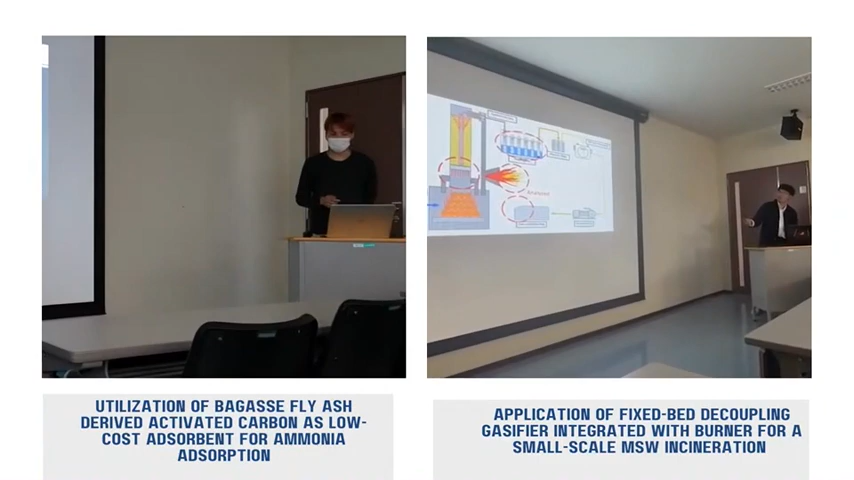 UTILIZATION OF BAGASSE FLY ASH
DERIVED ACTIVATED CARBON AS LOW-
COST ADSORBENT FOR AMMONIA
ADSORPTION
APPLICATION OF FIXED-BED DECOUPLING
GASIFIER INTEGRATED WITH BURNER FOR A
SMALL-SCALE MSW INCINERATION